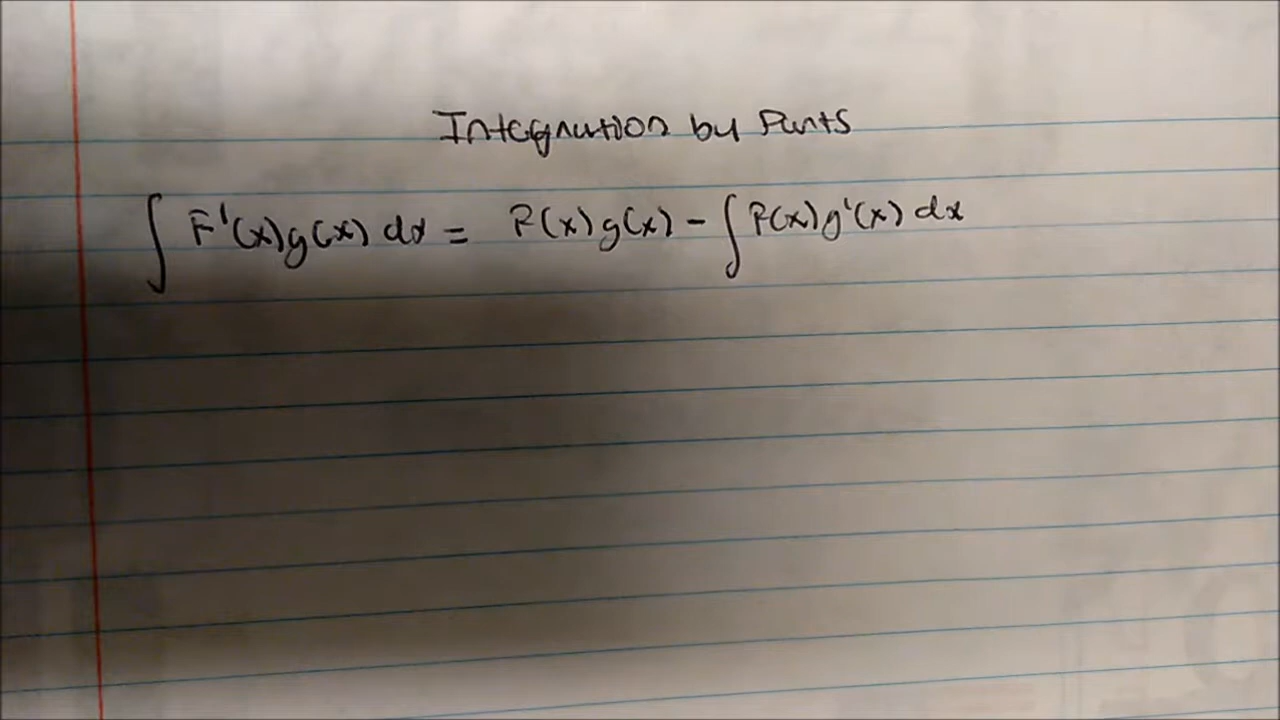 Integration by Parts
∫ F'(x)g(x) dx = F(x)g(x) - ∫ F(x)g'(x) dx